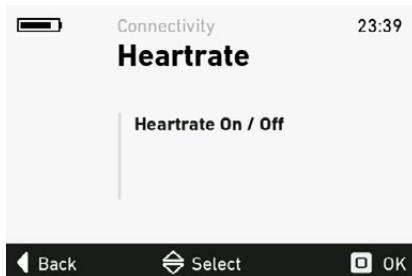 Connectivity
23:39
Heartrate
Heartrate On / Off
Back
Select
OK